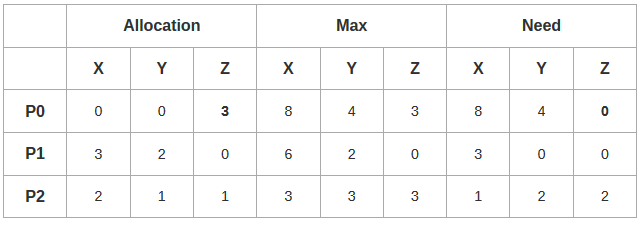 Allocation Max Need
X Y Z X Y Z X Y Z
P0 0 0 3 8 4 3 8 4 0
P1 3 2 0 6 2 0 3 0 0
P2 2 1 1 3 3 3 1 2 2